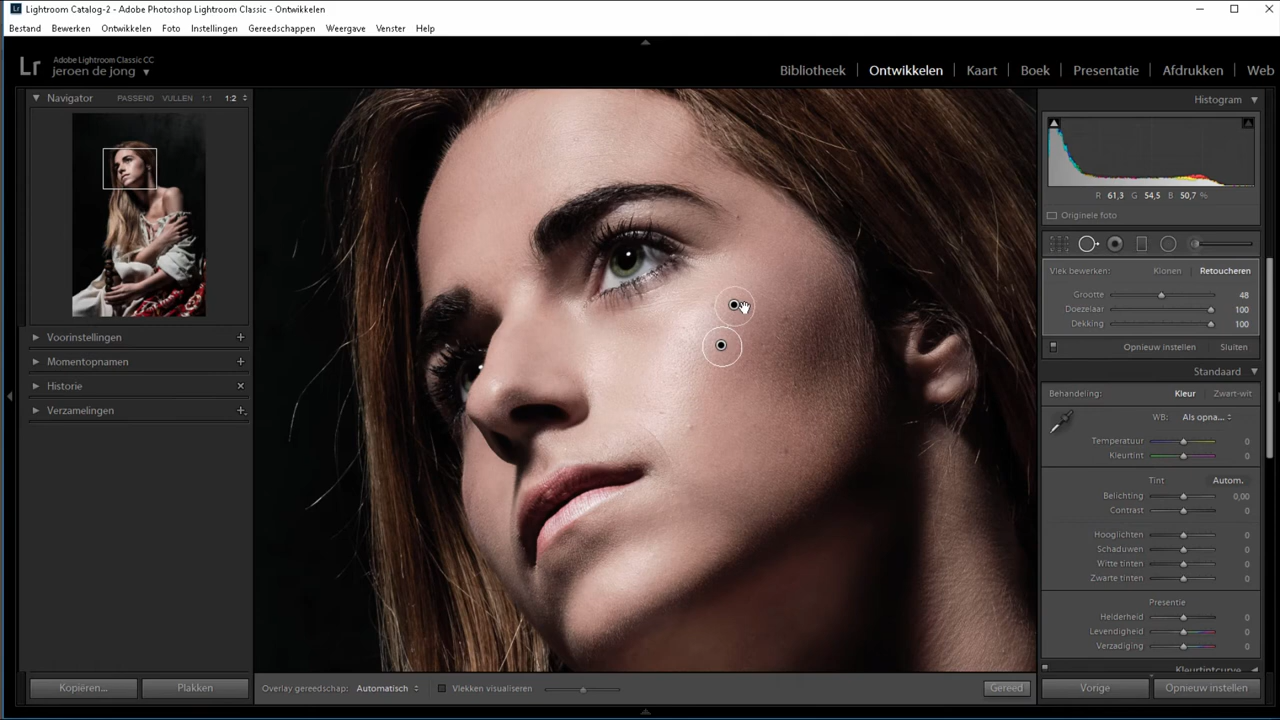 Lightroom Catalog-2 - Adobe Photoshop Lightroom Classic - Ontwikkelen
Bestand Bewerken Ontwikkelen Foto Instellingen Gereedschappen Weergave Venster Help
Lr
Adobe Lightroom Classic CC
jeroen de jong
Bibliotheek | Ontwikkelen | Kaart | Boek | Presentatie | Afdrukken | Web
Navigator PASSEND VULLEN 1:1 1:2
Voorinstellingen
Momentopnamen
Historie
Verzamelingen
Kopiëren...
Plakken
Overlay gereedschap: Automatisch
Vlekken visualiseren
Gereed
Histogram
R 61,3 G 54,5 B 50,7 %
Originele foto
Vlek bewerken: Klonen Retoucheren
Grootte 48
Doezelaar 100
Dekking 100
Opnieuw instellen Sluiten
Standaard
Behandeling: Kleur Zwart-wit
WB: Als opna...
Temperatuur 0
Kleurtint 0
Tint Autom.
Belichting 0,00
Contrast 0
Hooglichten 0
Schaduwen 0
Witte tinten 0
Zwarte tinten 0
Presentie
Helderheid 0
Levendigheid 0
Verzadiging 0
Kleurtintcurve
Vorige
Opnieuw instellen